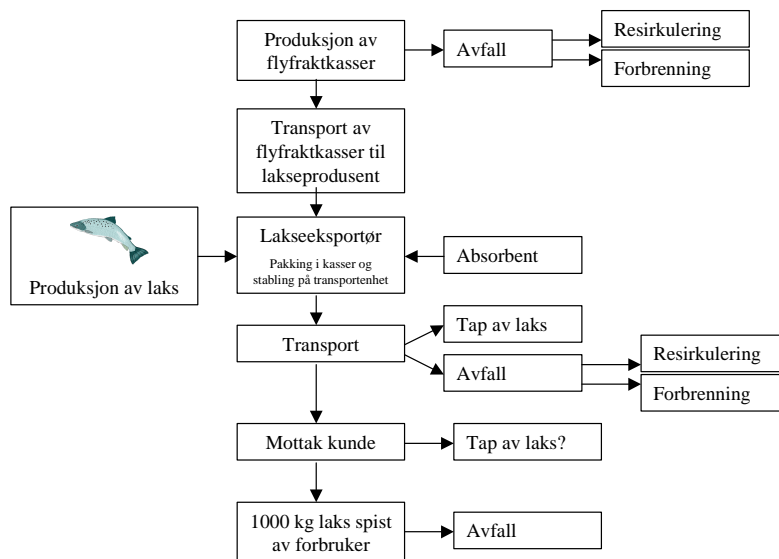 Produksjon av
flyfraktkasser
Avfall
Resirkulering
Forbrenning
Transport av
flyfraktkasser til
lakseprodusent
Produksjon av laks
Lakseeksportør
Pakking i kasser og
stabling på transportenhet
Absorbent
Transport
Tap av laks
Avfall
Resirkulering
Forbrenning
Mottak kunde
Tap av laks?
1000 kg laks spist
av forbruker
Avfall